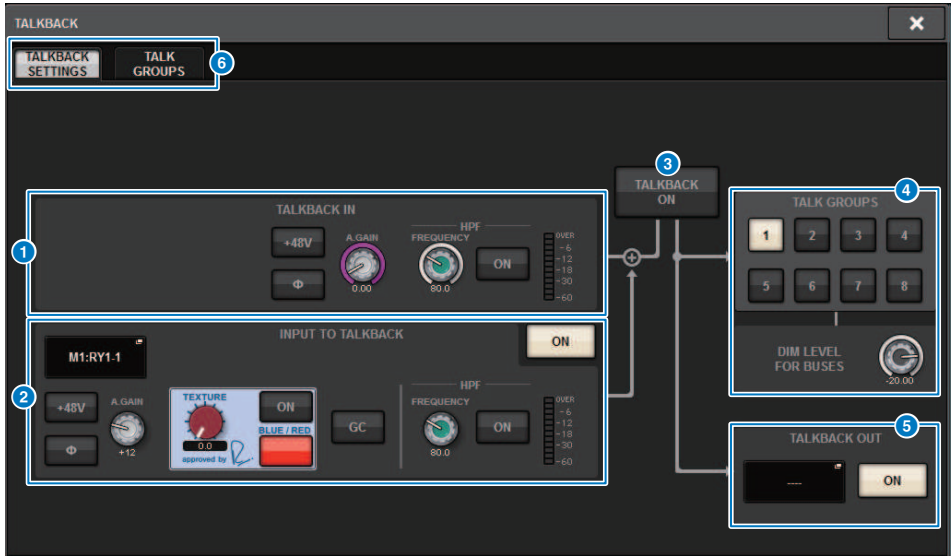 TALKBACK
TALKBACK SETTINGS
TALK GROUPS
6
3
TALKBACK ON
1
TALKBACK IN
+48V
Φ
A.GAIN
0.00
HPF
FREQUENCY
80.0
ON
OVER
-6
-12
-18
-30
-60
2
INPUT TO TALKBACK
ON
M1:RY1-1
+48V
Φ
A.GAIN
+12
TEXTURE
0.0
approved by
ON
BLUE / RED
GC
HPF
FREQUENCY
80.0
ON
OVER
-6
-12
-18
-30
-60
4
TALK GROUPS
1 2 3 4
5 6 7 8
DIM LEVEL
FOR BUSES
-20.00
5
TALKBACK OUT
----
ON